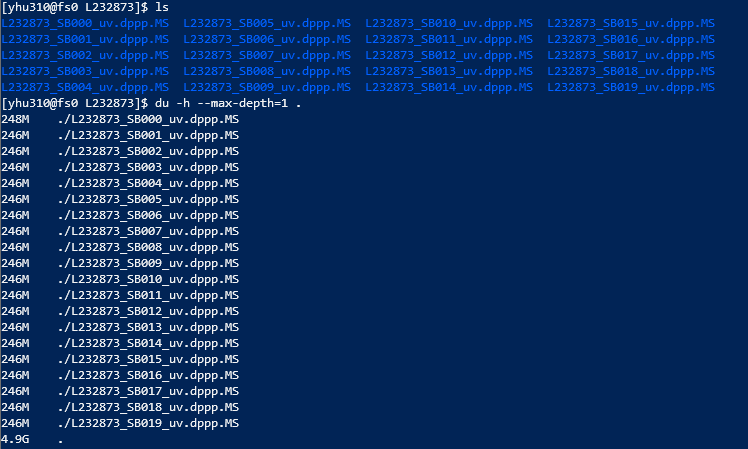 [yhu310@fs0 L232873]$ ls
L232873_SB000_uv.dppp.MS  L232873_SB005_uv.dppp.MS  L232873_SB010_uv.dppp.MS  L232873_SB015_uv.dppp.MS
L232873_SB001_uv.dppp.MS  L232873_SB006_uv.dppp.MS  L232873_SB011_uv.dppp.MS  L232873_SB016_uv.dppp.MS
L232873_SB002_uv.dppp.MS  L232873_SB007_uv.dppp.MS  L232873_SB012_uv.dppp.MS  L232873_SB017_uv.dppp.MS
L232873_SB003_uv.dppp.MS  L232873_SB008_uv.dppp.MS  L232873_SB013_uv.dppp.MS  L232873_SB018_uv.dppp.MS
L232873_SB004_uv.dppp.MS  L232873_SB009_uv.dppp.MS  L232873_SB014_uv.dppp.MS  L232873_SB019_uv.dppp.MS
[yhu310@fs0 L232873]$ du -h --max-depth=1 .
248M    ./L232873_SB000_uv.dppp.MS
246M    ./L232873_SB001_uv.dppp.MS
246M    ./L232873_SB002_uv.dppp.MS
246M    ./L232873_SB003_uv.dppp.MS
246M    ./L232873_SB004_uv.dppp.MS
246M    ./L232873_SB005_uv.dppp.MS
246M    ./L232873_SB006_uv.dppp.MS
246M    ./L232873_SB007_uv.dppp.MS
246M    ./L232873_SB008_uv.dppp.MS
246M    ./L232873_SB009_uv.dppp.MS
246M    ./L232873_SB010_uv.dppp.MS
246M    ./L232873_SB011_uv.dppp.MS
246M    ./L232873_SB012_uv.dppp.MS
246M    ./L232873_SB013_uv.dppp.MS
246M    ./L232873_SB014_uv.dppp.MS
246M    ./L232873_SB015_uv.dppp.MS
246M    ./L232873_SB016_uv.dppp.MS
246M    ./L232873_SB017_uv.dppp.MS
246M    ./L232873_SB018_uv.dppp.MS
246M    ./L232873_SB019_uv.dppp.MS
4.9G    .